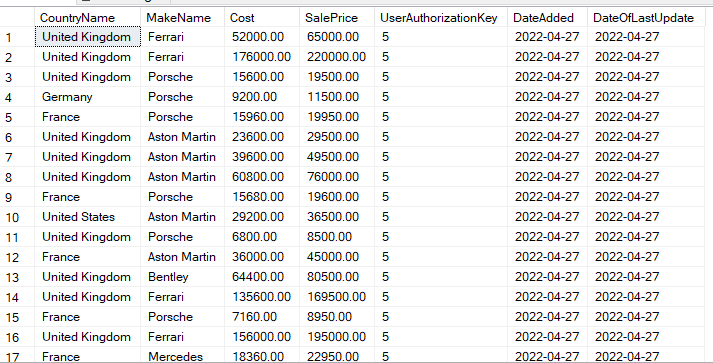 CountryName MakeName Cost SalePrice UserAuthorizationKey DateAdded DateOfLastUpdate
1 United Kingdom Ferrari 52000.00 65000.00 5 2022-04-27 2022-04-27
2 United Kingdom Ferrari 176000.00 220000.00 5 2022-04-27 2022-04-27
3 United Kingdom Porsche 15600.00 19500.00 5 2022-04-27 2022-04-27
4 Germany Porsche 9200.00 11500.00 5 2022-04-27 2022-04-27
5 France Porsche 15960.00 19950.00 5 2022-04-27 2022-04-27
6 United Kingdom Aston Martin 23600.00 29500.00 5 2022-04-27 2022-04-27
7 United Kingdom Aston Martin 39600.00 49500.00 5 2022-04-27 2022-04-27
8 United Kingdom Aston Martin 60800.00 76000.00 5 2022-04-27 2022-04-27
9 France Porsche 15680.00 19600.00 5 2022-04-27 2022-04-27
10 United States Aston Martin 29200.00 36500.00 5 2022-04-27 2022-04-27
11 United Kingdom Porsche 6800.00 8500.00 5 2022-04-27 2022-04-27
12 France Aston Martin 36000.00 45000.00 5 2022-04-27 2022-04-27
13 United Kingdom Bentley 64400.00 80500.00 5 2022-04-27 2022-04-27
14 United Kingdom Ferrari 135600.00 169500.00 5 2022-04-27 2022-04-27
15 France Porsche 7160.00 8950.00 5 2022-04-27 2022-04-27
16 United Kingdom Ferrari 156000.00 195000.00 5 2022-04-27 2022-04-27
17 France Mercedes 18360.00 22950.00 5 2022-04-27 2022-04-27